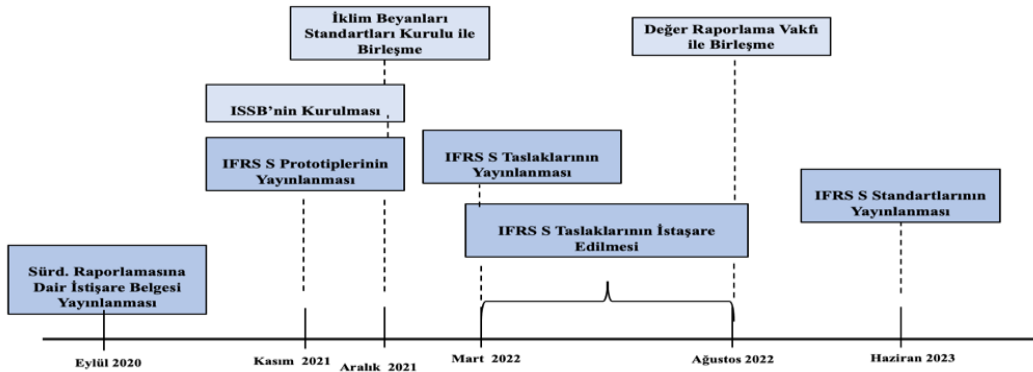 İklim Beyanları
Standartları Kurulu ile
Birleşme
Değer Raporlama Vakfı
ile Birleşme
ISSB'nin Kurulması
IFRS S Prototiplerinin
Yayınlanması
IFRS S Taslaklarının
Yayınlanması
IFRS S Standartlarının
Yayınlanması
IFRS S Taslaklarının İstaşare
Edilmesi
Sürd. Raporlamasına
Dair İstişare Belgesi
Yayınlanması
Eylül 2020
Kasım 2021
Aralık 2021
Mart 2022
Ağustos 2022
Haziran 2023